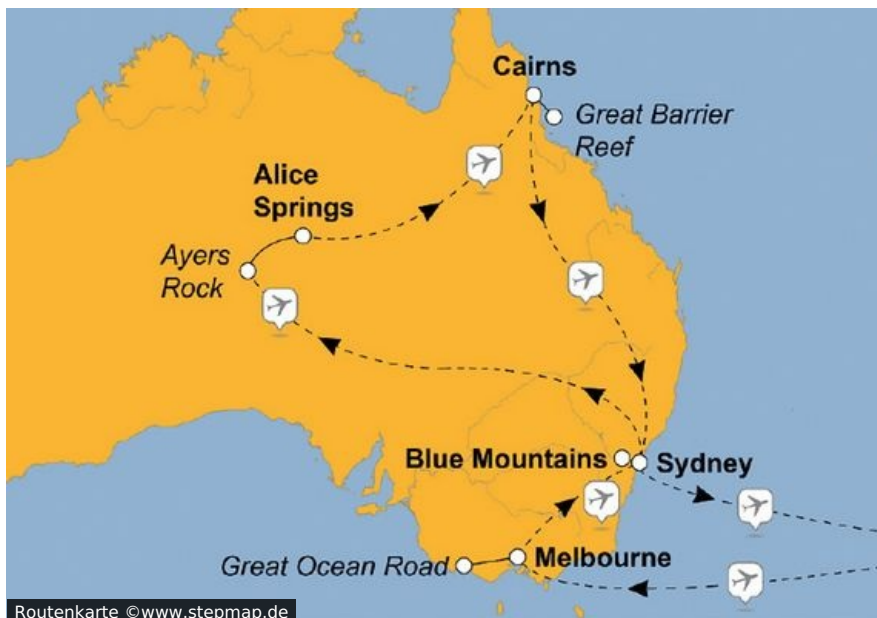 Cairns
Great Barrier
Reef
Alice
Springs
Ayers
Rock
Blue Mountains
Sydney
Great Ocean Road
Melbourne
Routenkarte ©www.stepmap.de